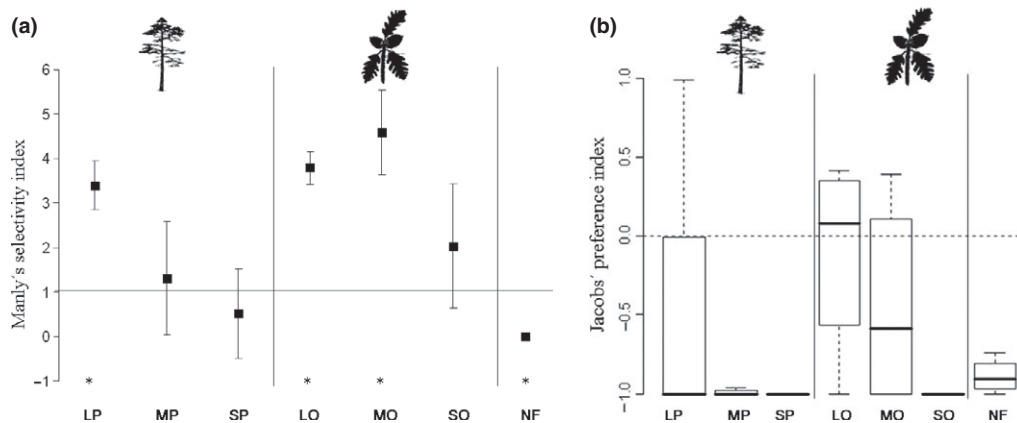 (a)
Manly´s selectivity index
6
5
4
3
2
1
0
−1
* * * *
LP MP SP LO MO SO NF
(b)
Jacobs´ preference index
1.0
0.5
0.0
−0.5
−1.0
LP MP SP LO MO SO NF